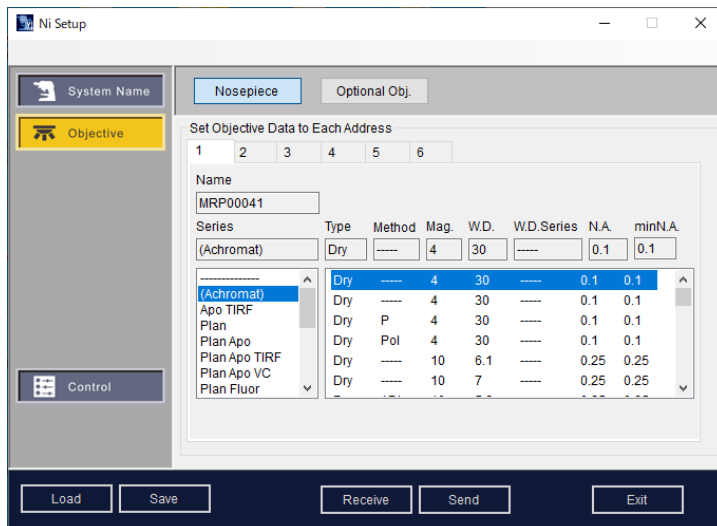 Ni Setup
System Name
Objective
Control
Nosepiece Optional Obj.
Set Objective Data to Each Address
1 2 3 4 5 6
Name
MRP00041
Series Type Method Mag. W.D. W.D.Series N.A. minN.A.
(Achromat) Dry ----- 4 30 ----- 0.1 0.1
--------------
(Achromat)
Apo TIRF
Plan
Plan Apo
Plan Apo TIRF
Plan Apo VC
Plan Fluor
Dry ----- 4 30 ----- 0.1 0.1
Dry ----- 4 30 ----- 0.1 0.1
Dry P 4 30 ----- 0.1 0.1
Dry Pol 4 30 ----- 0.1 0.1
Dry ----- 10 6.1 ----- 0.25 0.25
Dry ----- 10 7 ----- 0.25 0.25
Load Save Receive Send Exit